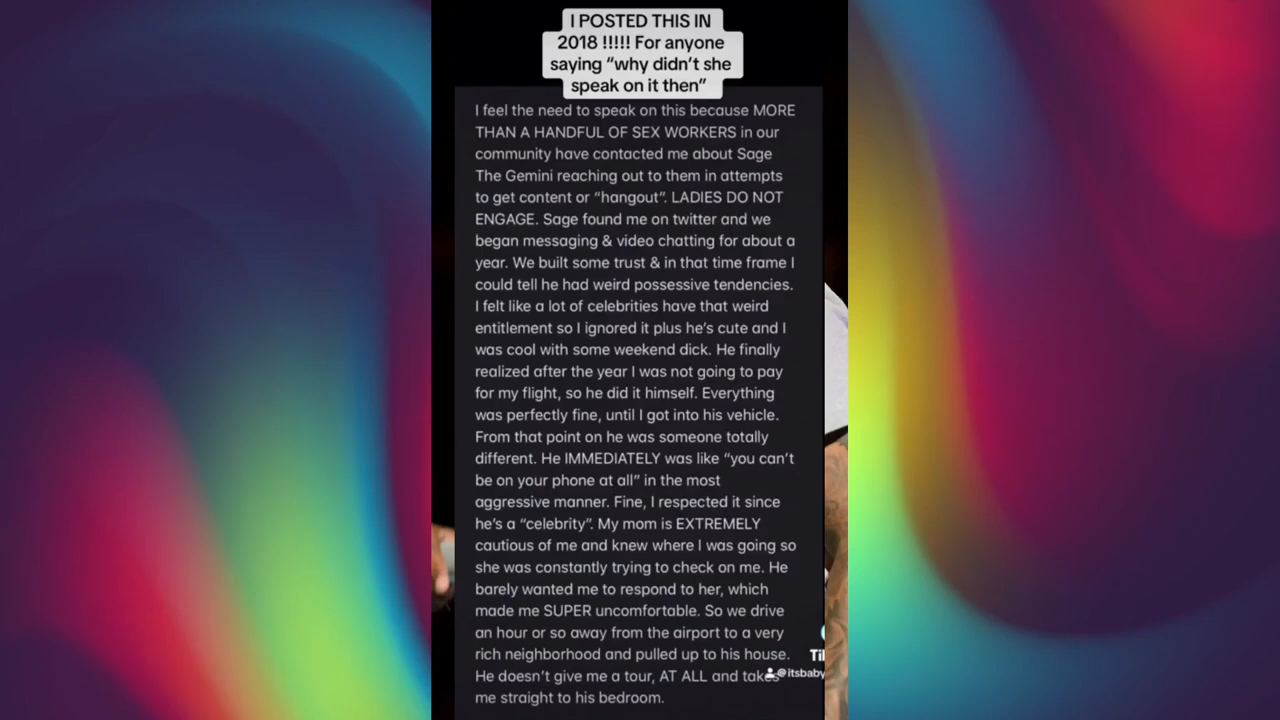 I POSTED THIS IN
2018 !!!!! For anyone
saying “why didn’t she
speak on it then”
I feel the need to speak on this because MORE
THAN A HANDFUL OF SEX WORKERS in our
community have contacted me about Sage
The Gemini reaching out to them in attempts
to get content or “hangout”. LADIES DO NOT
ENGAGE. Sage found me on twitter and we
began messaging & video chatting for about a
year. We built some trust & in that time frame I
could tell he had weird possessive tendencies.
I felt like a lot of celebrities have that weird
entitlement so I ignored it plus he’s cute and I
was cool with some weekend dick. He finally
realized after the year I was not going to pay
for my flight, so he did it himself. Everything
was perfectly fine, until I got into his vehicle.
From that point on he was someone totally
different. He IMMEDIATELY was like “you can’t
be on your phone at all” in the most
aggressive manner. Fine, I respected it since
he’s a “celebrity”. My mom is EXTREMELY
cautious of me and knew where I was going so
she was constantly trying to check on me. He
barely wanted me to respond to her, which
made me SUPER uncomfortable. So we drive
an hour or so away from the airport to a very
rich neighborhood and pulled up to his house.
He doesn’t give me a tour, AT ALL and takes
me straight to his bedroom.
Ti
@itsbaby